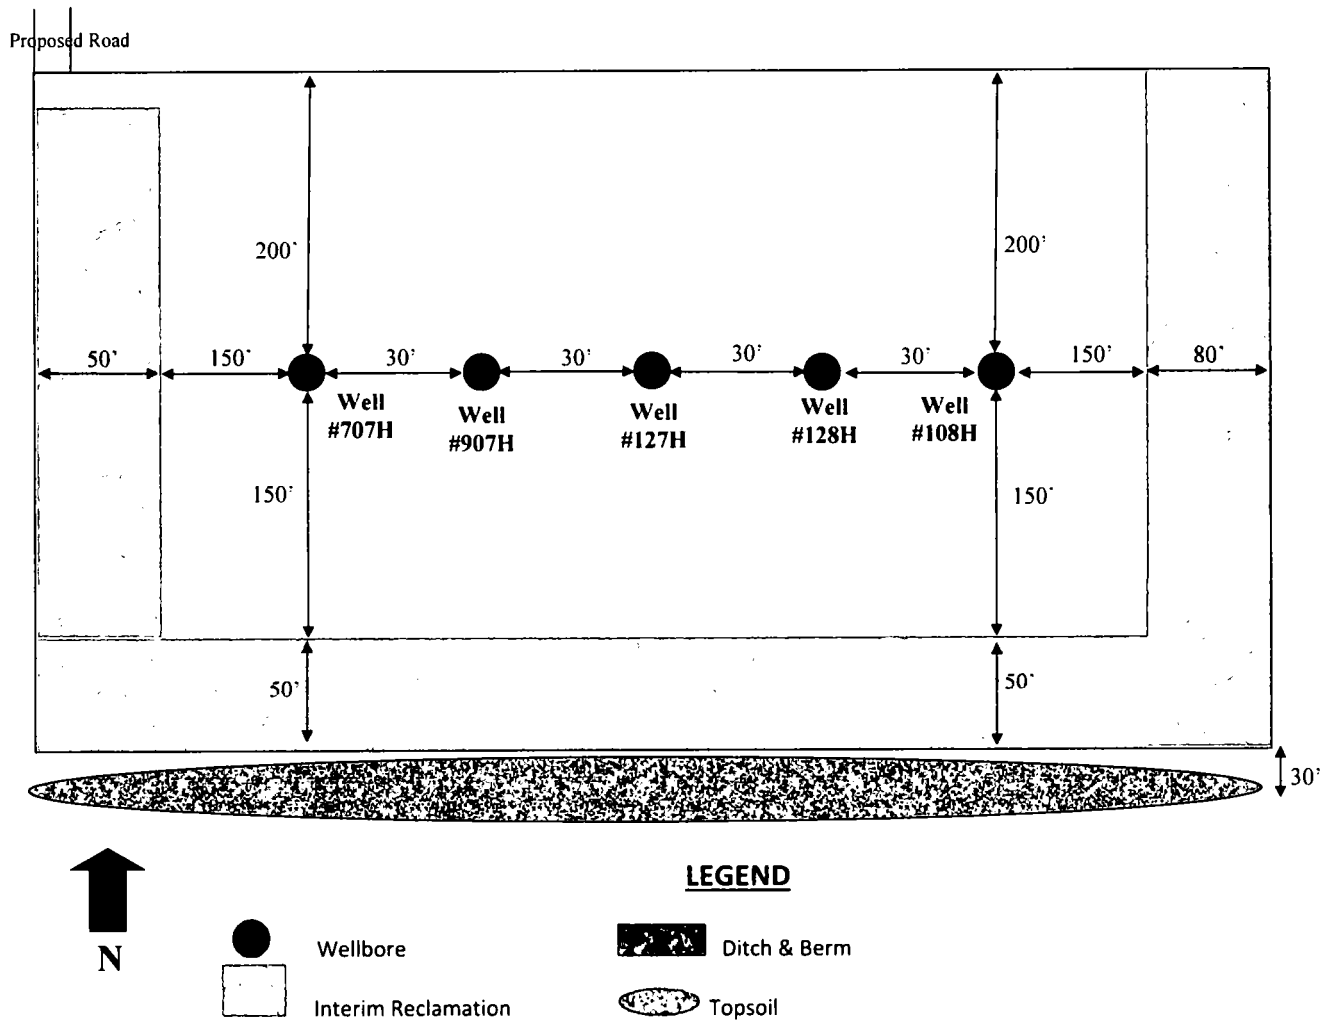 Proposed Road
200'
200'
50'
150'
30'
30'
30'
30'
150'
80'
Well
#707H
Well
#907H
Well
#127H
Well
#128H
Well
#108H
150'
150'
50'
50'
30'
LEGEND
N
Wellbore
Ditch & Berm
Interim Reclamation
Topsoil